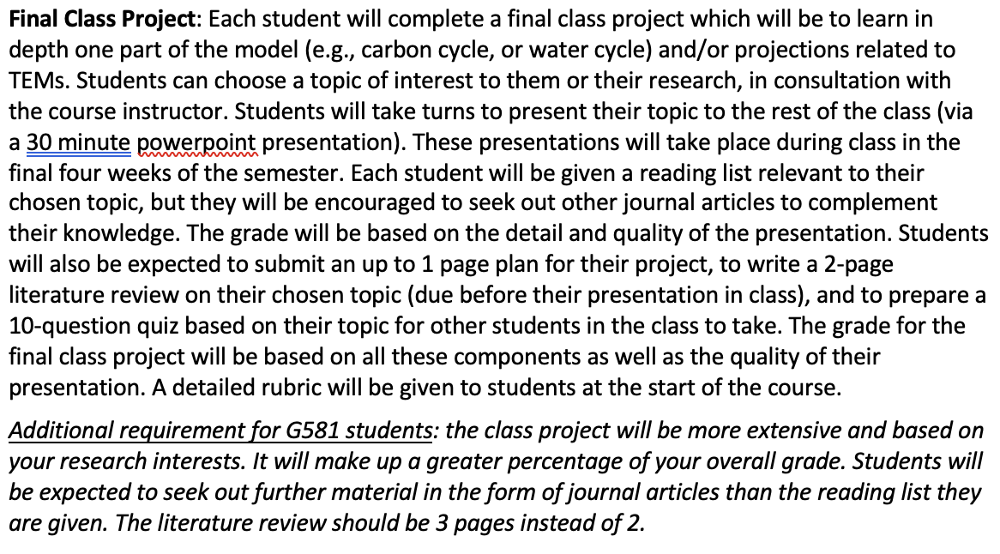 Final Class Project: Each student will complete a final class project which will be to learn in
depth one part of the model (e.g., carbon cycle, or water cycle) and/or projections related to
TEMs. Students can choose a topic of interest to them or their research, in consultation with
the course instructor. Students will take turns to present their topic to the rest of the class (via
a 30 minute powerpoint presentation). These presentations will take place during class in the
final four weeks of the semester. Each student will be given a reading list relevant to their
chosen topic, but they will be encouraged to seek out other journal articles to complement
their knowledge. The grade will be based on the detail and quality of the presentation. Students
will also be expected to submit an up to 1 page plan for their project, to write a 2-page
literature review on their chosen topic (due before their presentation in class), and to prepare a
10-question quiz based on their topic for other students in the class to take. The grade for the
final class project will be based on all these components as well as the quality of their
presentation. A detailed rubric will be given to students at the start of the course.
Additional requirement for G581 students: the class project will be more extensive and based on
your research interests. It will make up a greater percentage of your overall grade. Students will
be expected to seek out further material in the form of journal articles than the reading list they
are given. The literature review should be 3 pages instead of 2.